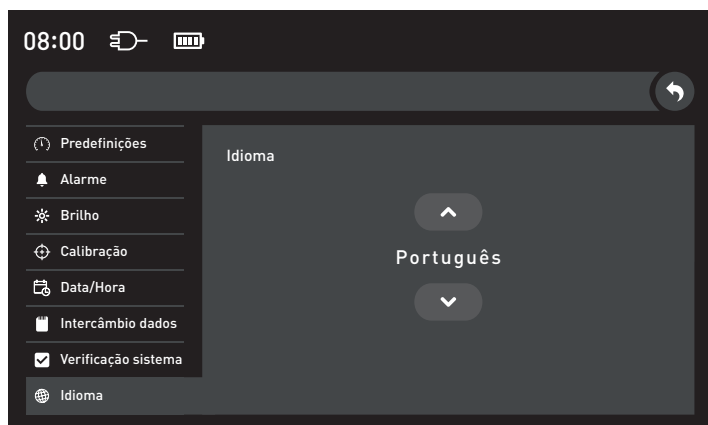 08:00
Predefinições
Alarme
Brilho
Calibração
Data/Hora
Intercâmbio dados
Verificação sistema
Idioma
Idioma
Português